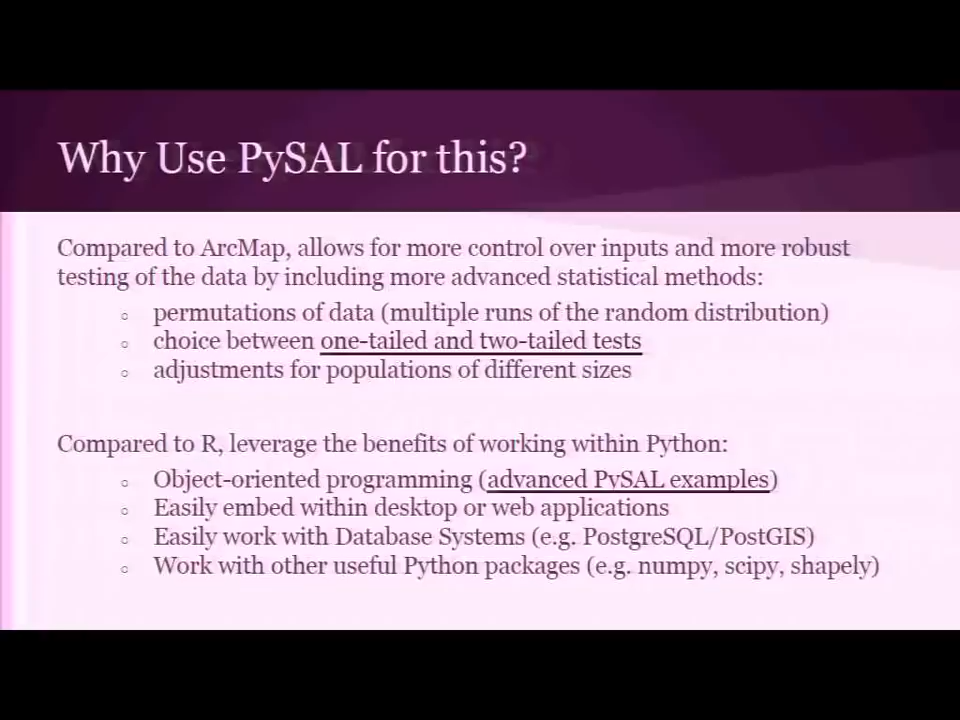 Why Use PySAL for this?
Compared to ArcMap, allows for more control over inputs and more robust
testing of the data by including more advanced statistical methods:
○ permutations of data (multiple runs of the random distribution)
○ choice between one-tailed and two-tailed tests
○ adjustments for populations of different sizes
Compared to R, leverage the benefits of working within Python:
○ Object-oriented programming (advanced PySAL examples)
○ Easily embed within desktop or web applications
○ Easily work with Database Systems (e.g. PostgreSQL/PostGIS)
○ Work with other useful Python packages (e.g. numpy, scipy, shapely)